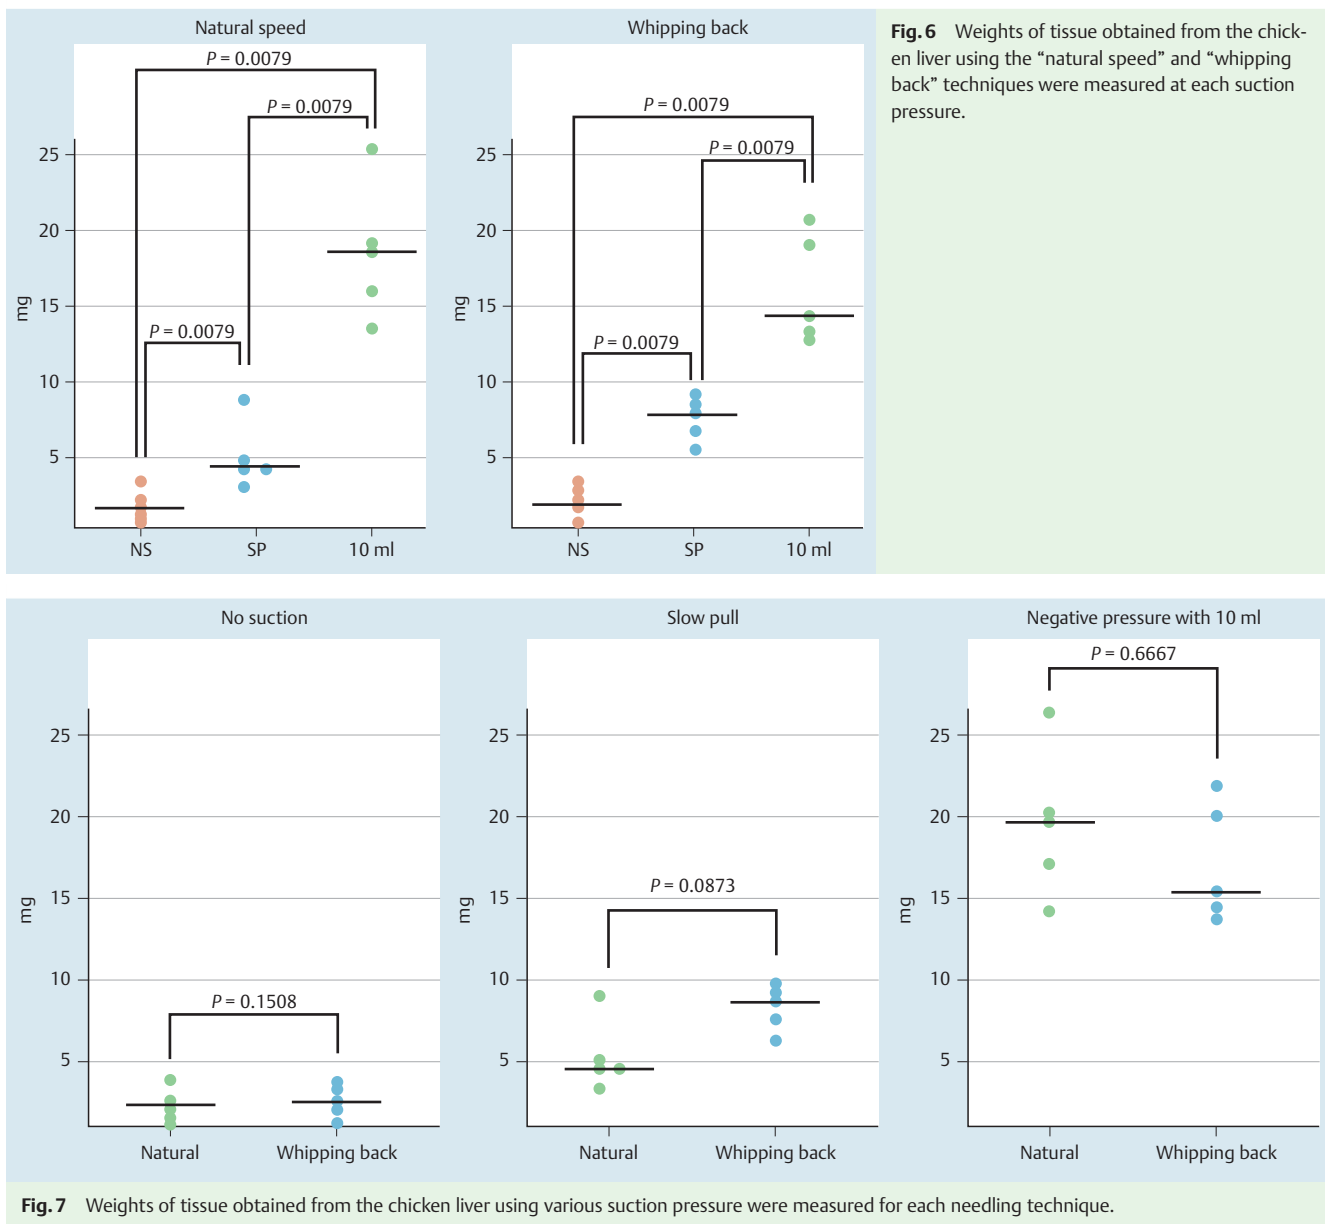 Natural speed
P = 0.0079
P = 0.0079
P = 0.0079
25
20
15
10
5
mg
NS SP 10 ml
Whipping back
P = 0.0079
P = 0.0079
P = 0.0079
25
20
15
10
5
mg
NS SP 10 ml
Fig. 6 Weights of tissue obtained from the chick-
en liver using the “natural speed” and “whipping
back” techniques were measured at each suction
pressure.
No suction
25
20
15
10
5
mg
P = 0.1508
Natural Whipping back
Slow pull
25
20
15
10
5
mg
P = 0.0873
Natural Whipping back
Negative pressure with 10 ml
P = 0.6667
25
20
15
10
5
mg
Natural Whipping back
Fig. 7 Weights of tissue obtained from the chicken liver using various suction pressure were measured for each needling technique.